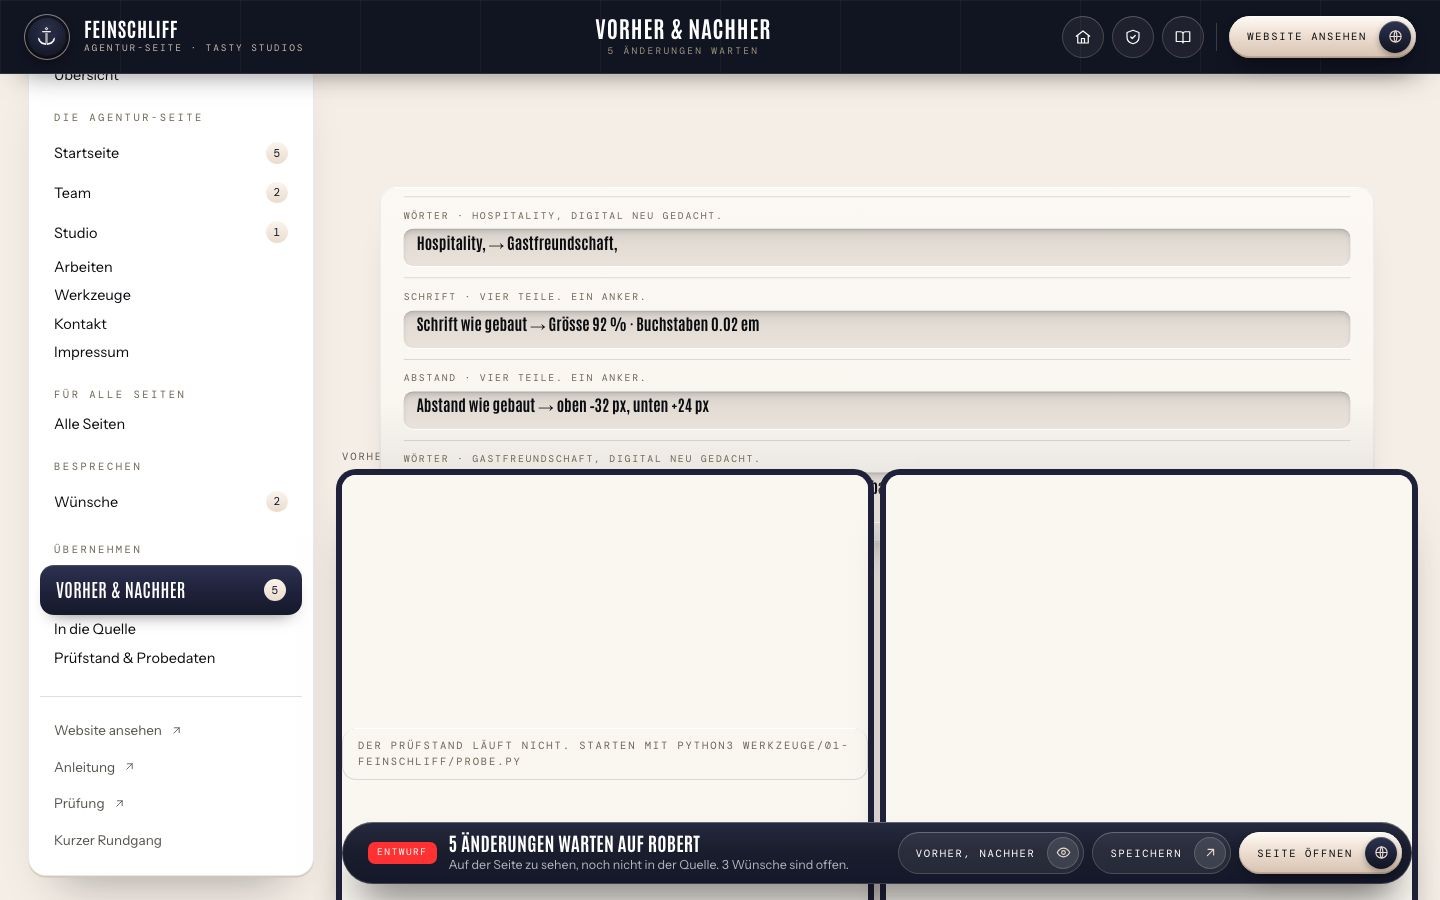 FEINSCHLIFF
AGENTUR-SEITE · TASTY STUDIOS
VORHER & NACHHER
5 ÄNDERUNGEN WARTEN
WEBSITE ANSEHEN
Übersicht
DIE AGENTUR-SEITE
Startseite 5
Team 2
Studio 1
Arbeiten
Werkzeuge
Kontakt
Impressum
FÜR ALLE SEITEN
Alle Seiten
BESPRECHEN
Wünsche 2
ÜBERNEHMEN
VORHER & NACHHER 5
In die Quelle
Prüfstand & Probedaten
Website ansehen ↗
Anleitung ↗
Prüfung ↗
Kurzer Rundgang
WÖRTER · HOSPITALITY, DIGITAL NEU GEDACHT.
Hospitality, → Gastfreundschaft,
SCHRIFT · VIER TEILE. EIN ANKER.
Schrift wie gebaut → Grösse 92 % · Buchstaben 0.02 em
ABSTAND · VIER TEILE. EIN ANKER.
Abstand wie gebaut → oben -32 px, unten +24 px
VORHE
WÖRTER · GASTFREUNDSCHAFT, DIGITAL NEU GEDACHT.
DER PRÜFSTAND LÄUFT NICHT. STARTEN MIT PYTHON3 WERKZEUGE/01-
FEINSCHLIFF/PROBE.PY
ENTWURF
5 ÄNDERUNGEN WARTEN AUF ROBERT
Auf der Seite zu sehen, noch nicht in der Quelle. 3 Wünsche sind offen.
VORHER, NACHHER
SPEICHERN
SEITE ÖFFNEN